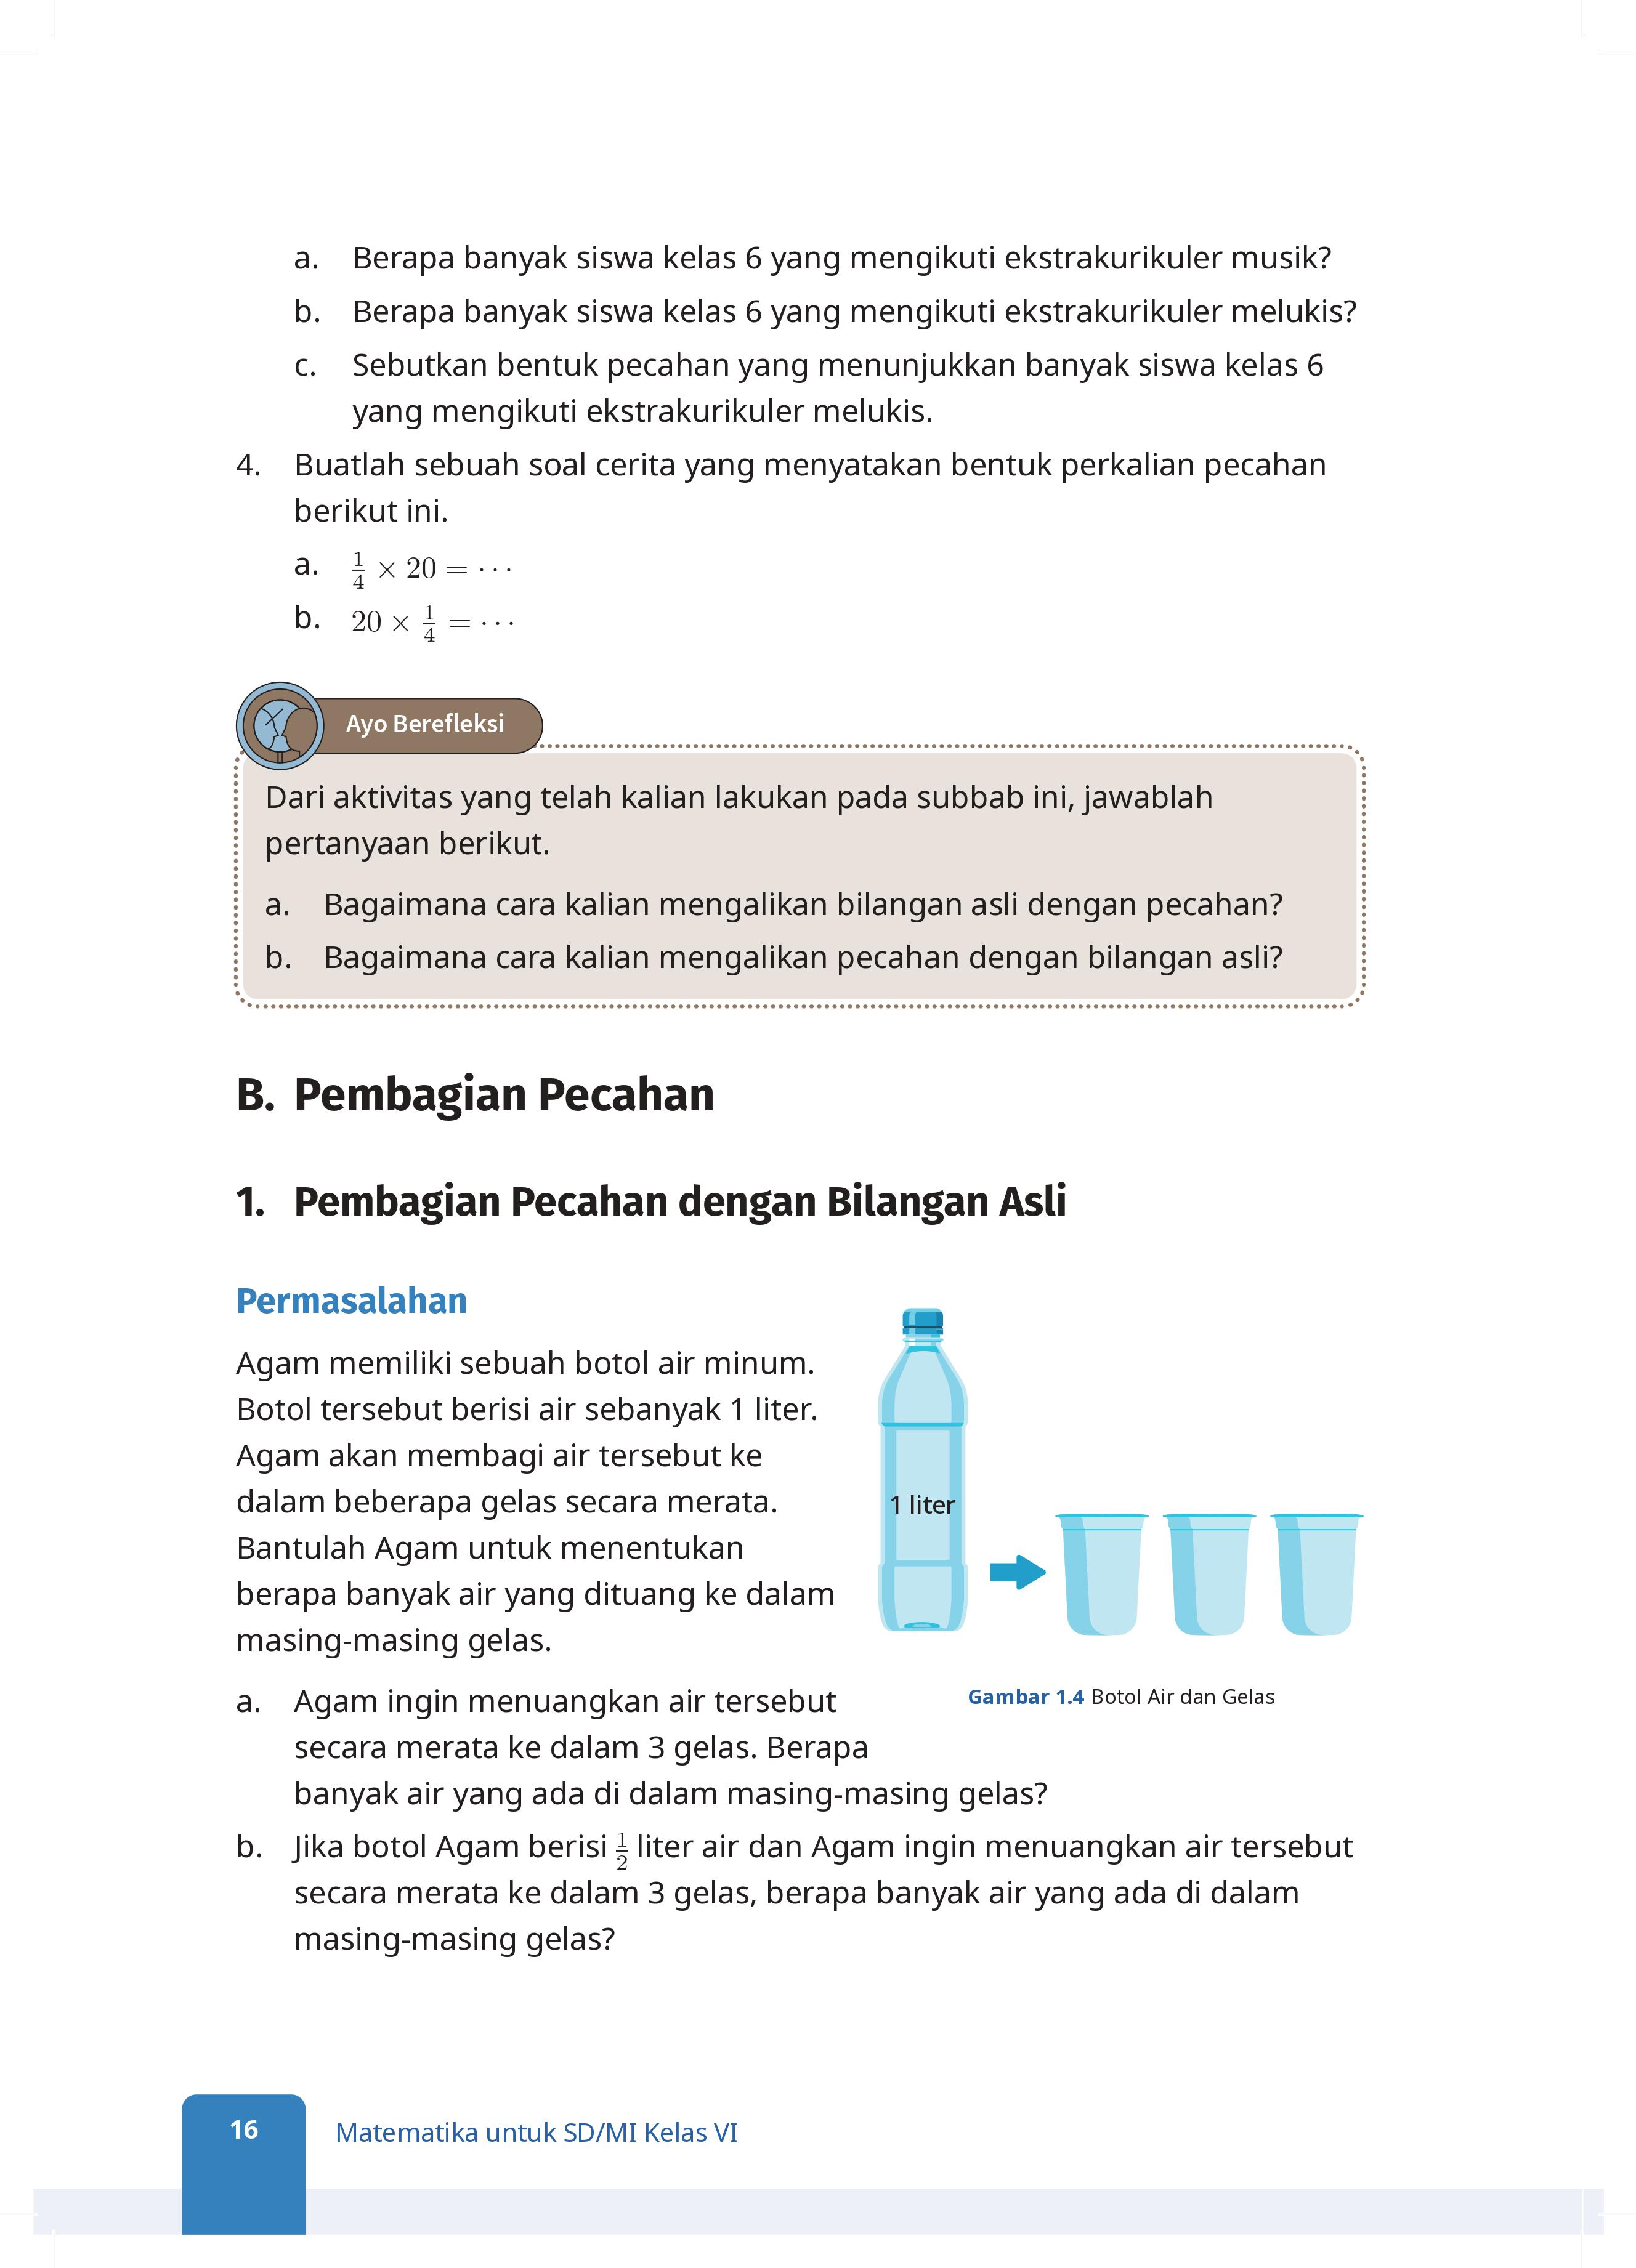 a. Berapa banyak siswa kelas 6 yang mengikuti ekstrakurikuler musik?
b. Berapa banyak siswa kelas 6 yang mengikuti ekstrakurikuler melukis?
c. Sebutkan bentuk pecahan yang menunjukkan banyak siswa kelas 6
yang mengikuti ekstrakurikuler melukis.
4. Buatlah sebuah soal cerita yang menyatakan bentuk perkalian pecahan
berikut ini.
a. 1/4 × 20 = ···
b. 20 × 1/4 = ···
Ayo Berefleksi
Dari aktivitas yang telah kalian lakukan pada subbab ini, jawablah
pertanyaan berikut.
a. Bagaimana cara kalian mengalikan bilangan asli dengan pecahan?
b. Bagaimana cara kalian mengalikan pecahan dengan bilangan asli?
B. Pembagian Pecahan
1. Pembagian Pecahan dengan Bilangan Asli
Permasalahan
Agam memiliki sebuah botol air minum.
Botol tersebut berisi air sebanyak 1 liter.
Agam akan membagi air tersebut ke
dalam beberapa gelas secara merata.
Bantulah Agam untuk menentukan
berapa banyak air yang dituang ke dalam
masing-masing gelas.
1 liter
Gambar 1.4 Botol Air dan Gelas
a. Agam ingin menuangkan air tersebut
secara merata ke dalam 3 gelas. Berapa
banyak air yang ada di dalam masing-masing gelas?
b. Jika botol Agam berisi 1/2 liter air dan Agam ingin menuangkan air tersebut
secara merata ke dalam 3 gelas, berapa banyak air yang ada di dalam
masing-masing gelas?
16
Matematika untuk SD/MI Kelas VI